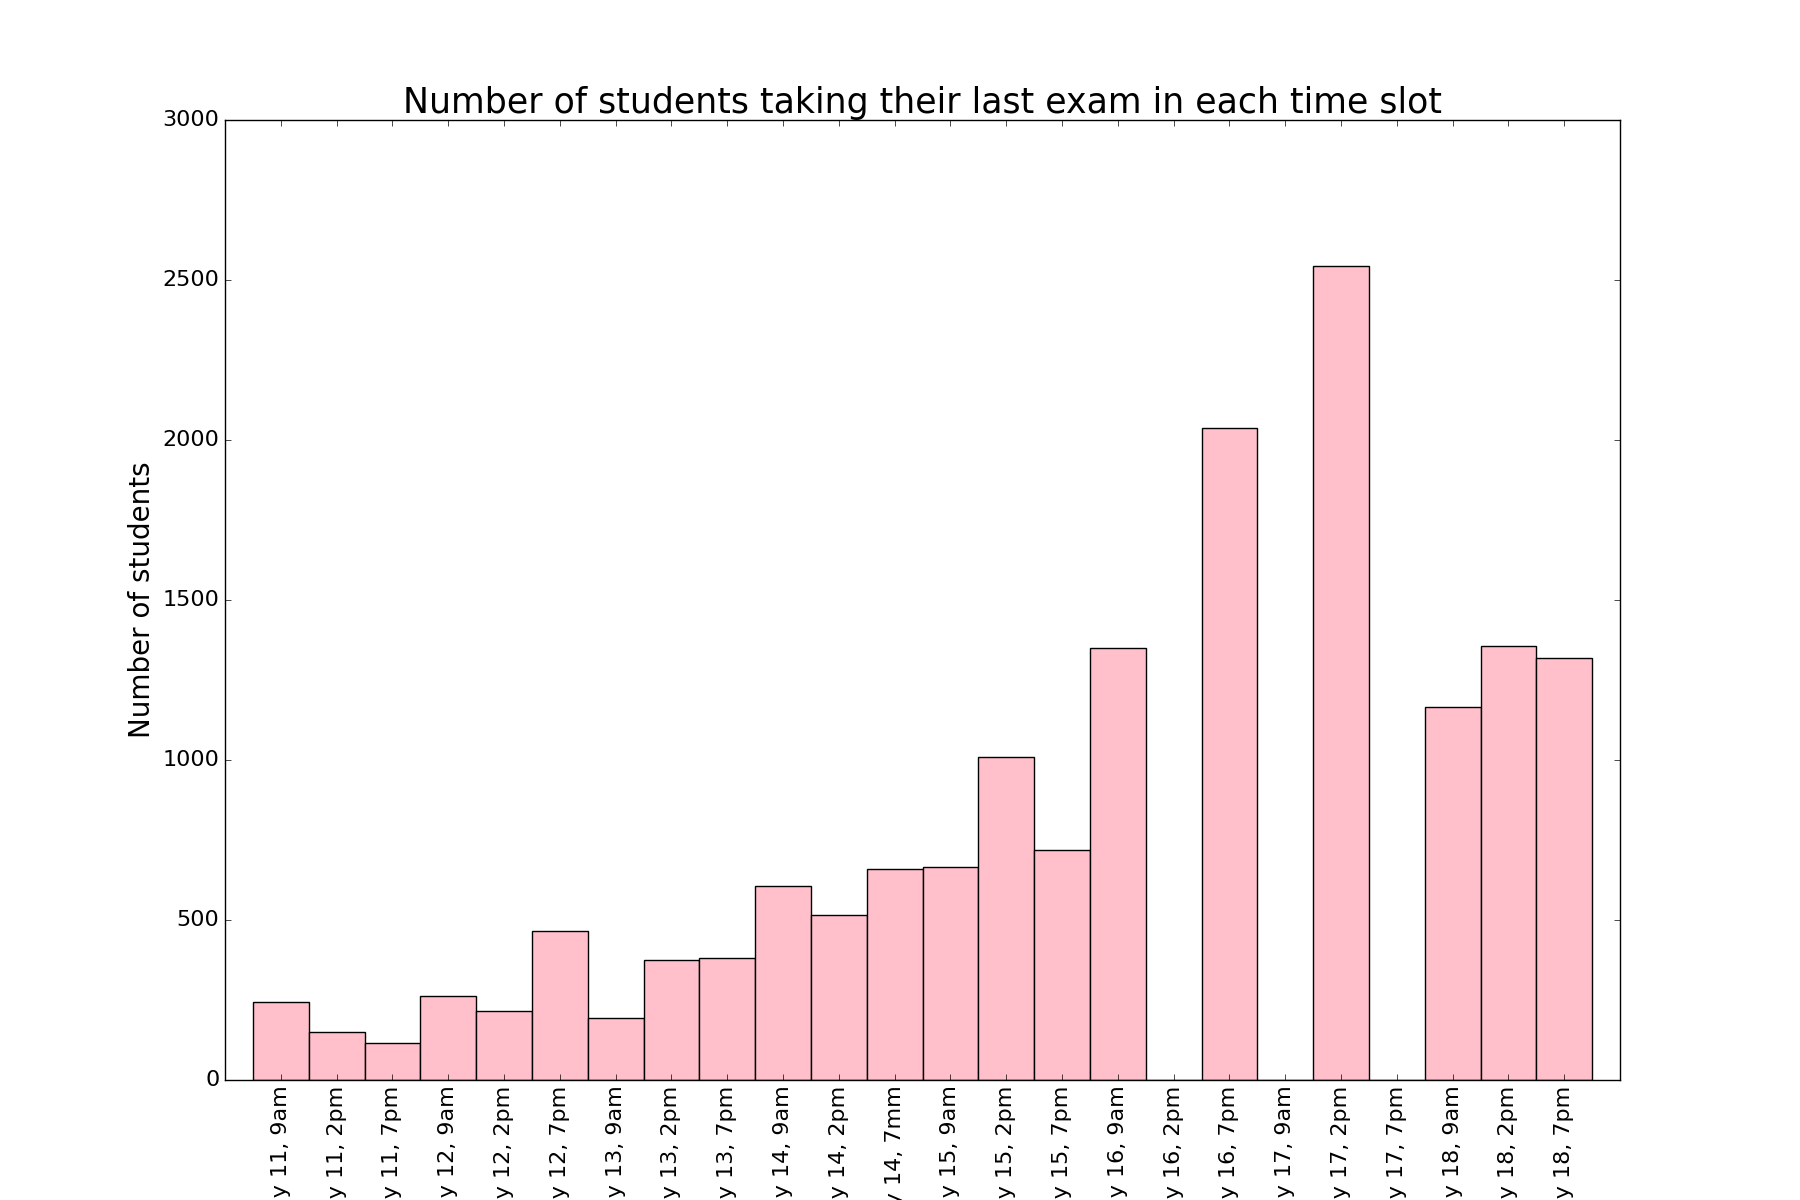 Number of students taking their last exam in each time slot
Number of students
3000
2500
2000
1500
1000
500
0
y 11, 9am
y 11, 2pm
y 11, 7pm
y 12, 9am
y 12, 2pm
y 12, 7pm
y 13, 9am
y 13, 2pm
y 13, 7pm
y 14, 9am
y 14, 2pm
y 14, 7mm
y 15, 9am
y 15, 2pm
y 15, 7pm
y 16, 9am
y 16, 2pm
y 16, 7pm
y 17, 9am
y 17, 2pm
y 17, 7pm
y 18, 9am
y 18, 2pm
y 18, 7pm